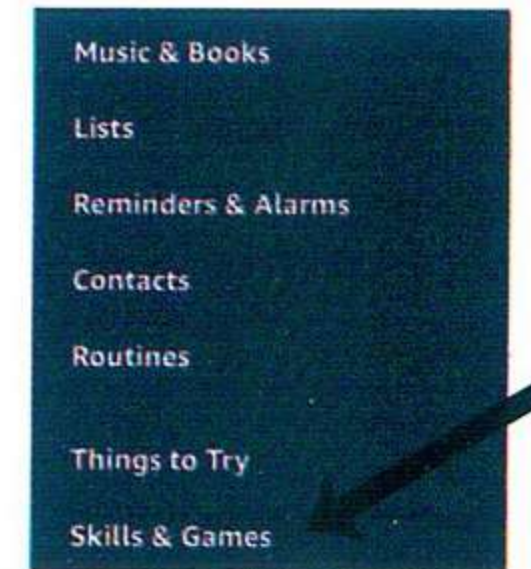 Music & Books
Lists
Reminders & Alarms
Contacts
Routines
Things to Try
Skills & Games